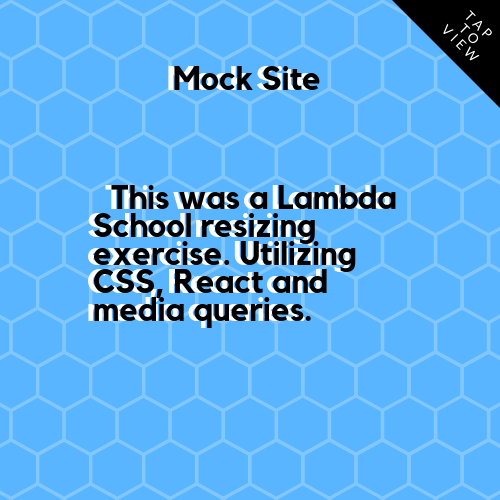 TAP
TO
VIEW
Mock Site
This was a Lambda
School resizing
exercise. Utilizing
CSS, React and
media queries.